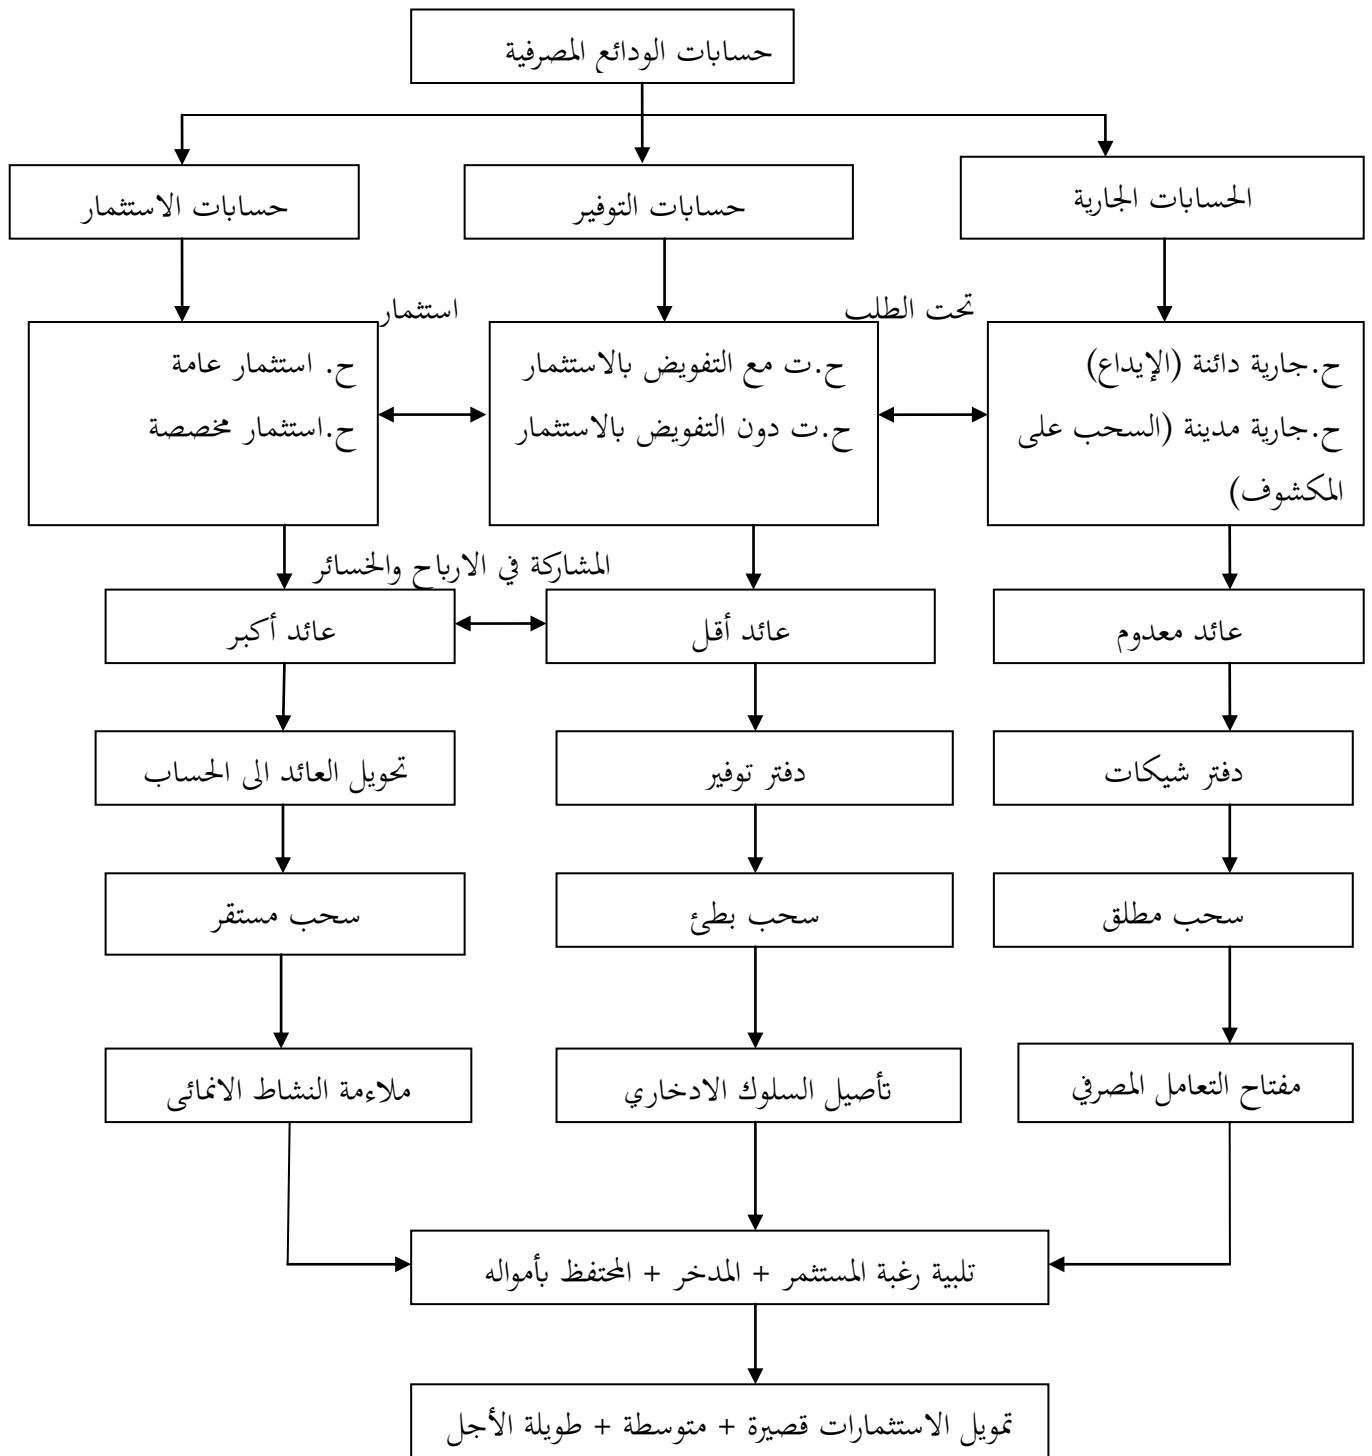 حسابات الودائع المصرفية
الحسابات الجارية
حسابات التوفير
حسابات الاستثمار
تحت الطلب
استثمار
ح.جارية دائنة (الإيداع)
ح.جارية مدينة (السحب على
المكشوف)
ح.ت مع التفويض بالاستثمار
ح.ت دون التفويض بالاستثمار
ح. استثمار عامة
ح.استثمار مخصصة
المشاركة في الارباح والخسائر
عائد معدوم
عائد أقل
عائد أكبر
دفتر شيكات
دفتر توفير
تحويل العائد الى الحساب
سحب مطلق
سحب بطئ
سحب مستقر
مفتاح التعامل المصرفي
تأصيل السلوك الادخاري
ملاءمة النشاط الانمائى
تلبية رغبة المستثمر + المدخر + المحتفظ بأمواله
تمويل الاستثمارات قصيرة + متوسطة + طويلة الأجل